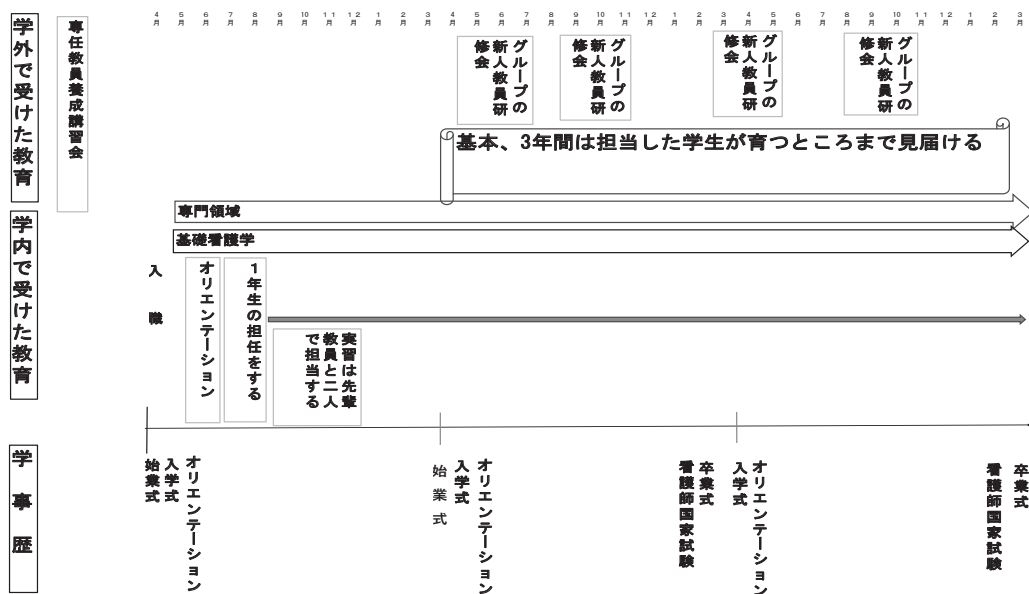 4月 5月 6月 7月 8月 9月 10月 11月 12月 1月 2月 3月 4月 5月 6月 7月 8月 9月 10月 11月 12月 1月 2月 3月 4月 5月 6月 7月 8月 9月 10月 11月 12月 1月 2月 3月
学外で受けた教育
専任教員養成講習会
グループの
新人教員研
修会
グループの
新人教員研
修会
グループの
新人教員研
修会
グループの
新人教員研
修会
基本、3年間は担当した学生が育つところまで見届ける
学内で受けた教育
専門領域
基礎看護学
入職
オリエンテーション
1年生の担任をする
実習は先輩
教員と二人
で担当する
学事歴
始業式
入学式
オリエンテーション
始業式
入学式
オリエンテーション
看護師国家試験
卒業式
入学式
オリエンテーション
看護師国家試験
卒業式